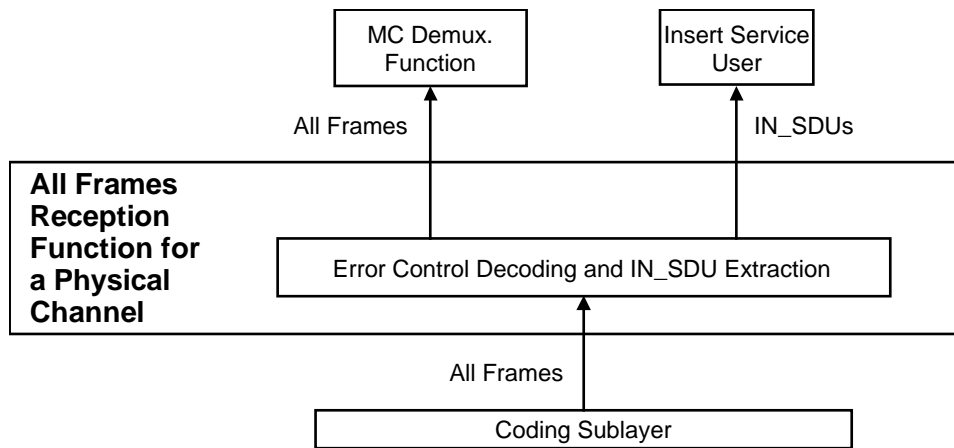 MC Demux.
Function
Insert Service
User
All Frames
IN_SDUs
All Frames
Reception
Function for
a Physical
Channel
Error Control Decoding and IN_SDU Extraction
All Frames
Coding Sublayer